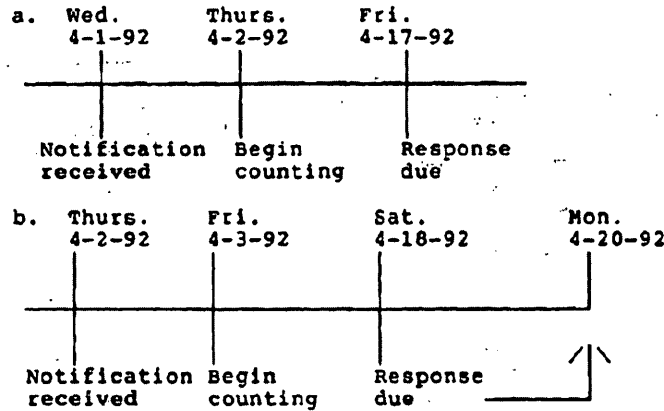 a. Wed. Thurs. Fri.
4-1-92 4-2-92 4-17-92
Notification Begin Response
received counting due
b. Thurs. Fri. Sat. Mon.
4-2-92 4-3-92 4-18-92 4-20-92
Notification Begin Response
received counting due